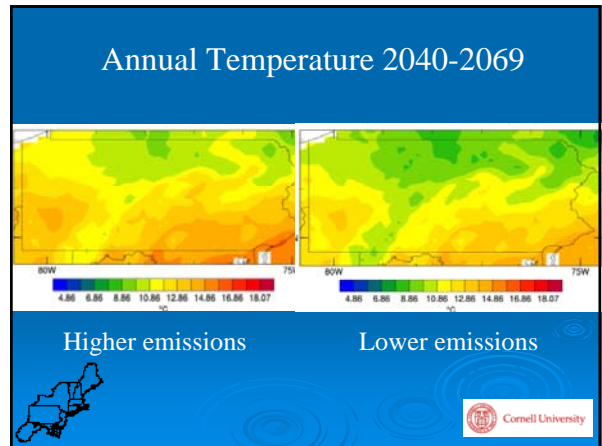 Annual Temperature 2040-2069
80W 75W
4.86 6.86 8.86 10.86 12.86 14.86 16.86 18.07
°C
75W
4.86 6.86 8.86 10.86 12.86 14.86 16.86 18.07
°C
Higher emissions
Lower emissions
Cornell University